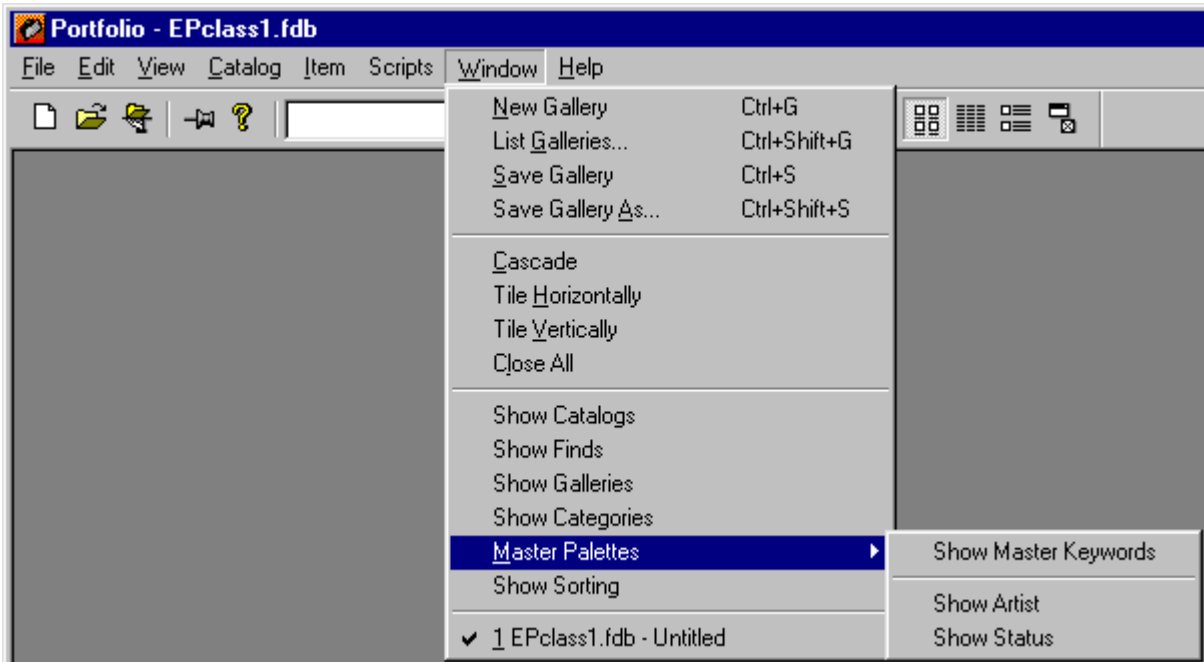 Portfolio - EPclass1.fdb
File Edit View Catalog Item Scripts Window Help
New Gallery Ctrl+G
List Galleries... Ctrl+Shift+G
Save Gallery Ctrl+S
Save Gallery As... Ctrl+Shift+S
Cascade
Tile Horizontally
Tile Vertically
Close All
Show Catalogs
Show Finds
Show Galleries
Show Categories
Master Palettes
Show Sorting
1 EPclass1.fdb - Untitled
Show Master Keywords
Show Artist
Show Status